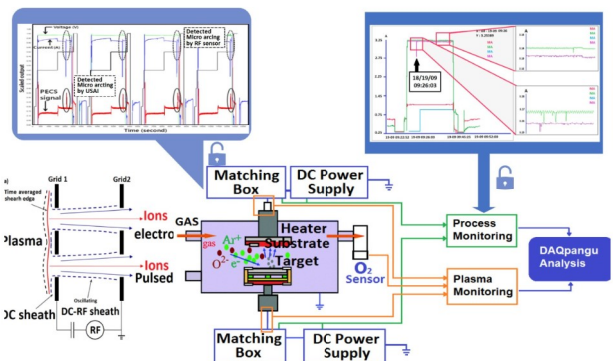 Voltage (V)
Current (A)
Detected
Micro arcing
by RF sensor
Detected
Micro arcting
by USAI
PECS
signal
Scaled output
Time (second)
18/19/09
09:26:03
a)
Grid 1
Grid2
Time averaged
sheath edge
Ions
Plasma
electro
Ions
Pulsed
Oscillating
DC sheath
DC-RF sheath
RF
Matching
Box
DC Power
Supply
GAS
gas
Ar+
O2-
e-
Heater
Substrate
Target
O2
Sensor
Process
Monitoring
Plasma
Monitoring
DAQpangu
Analysis
Matching
Box
DC Power
Supply